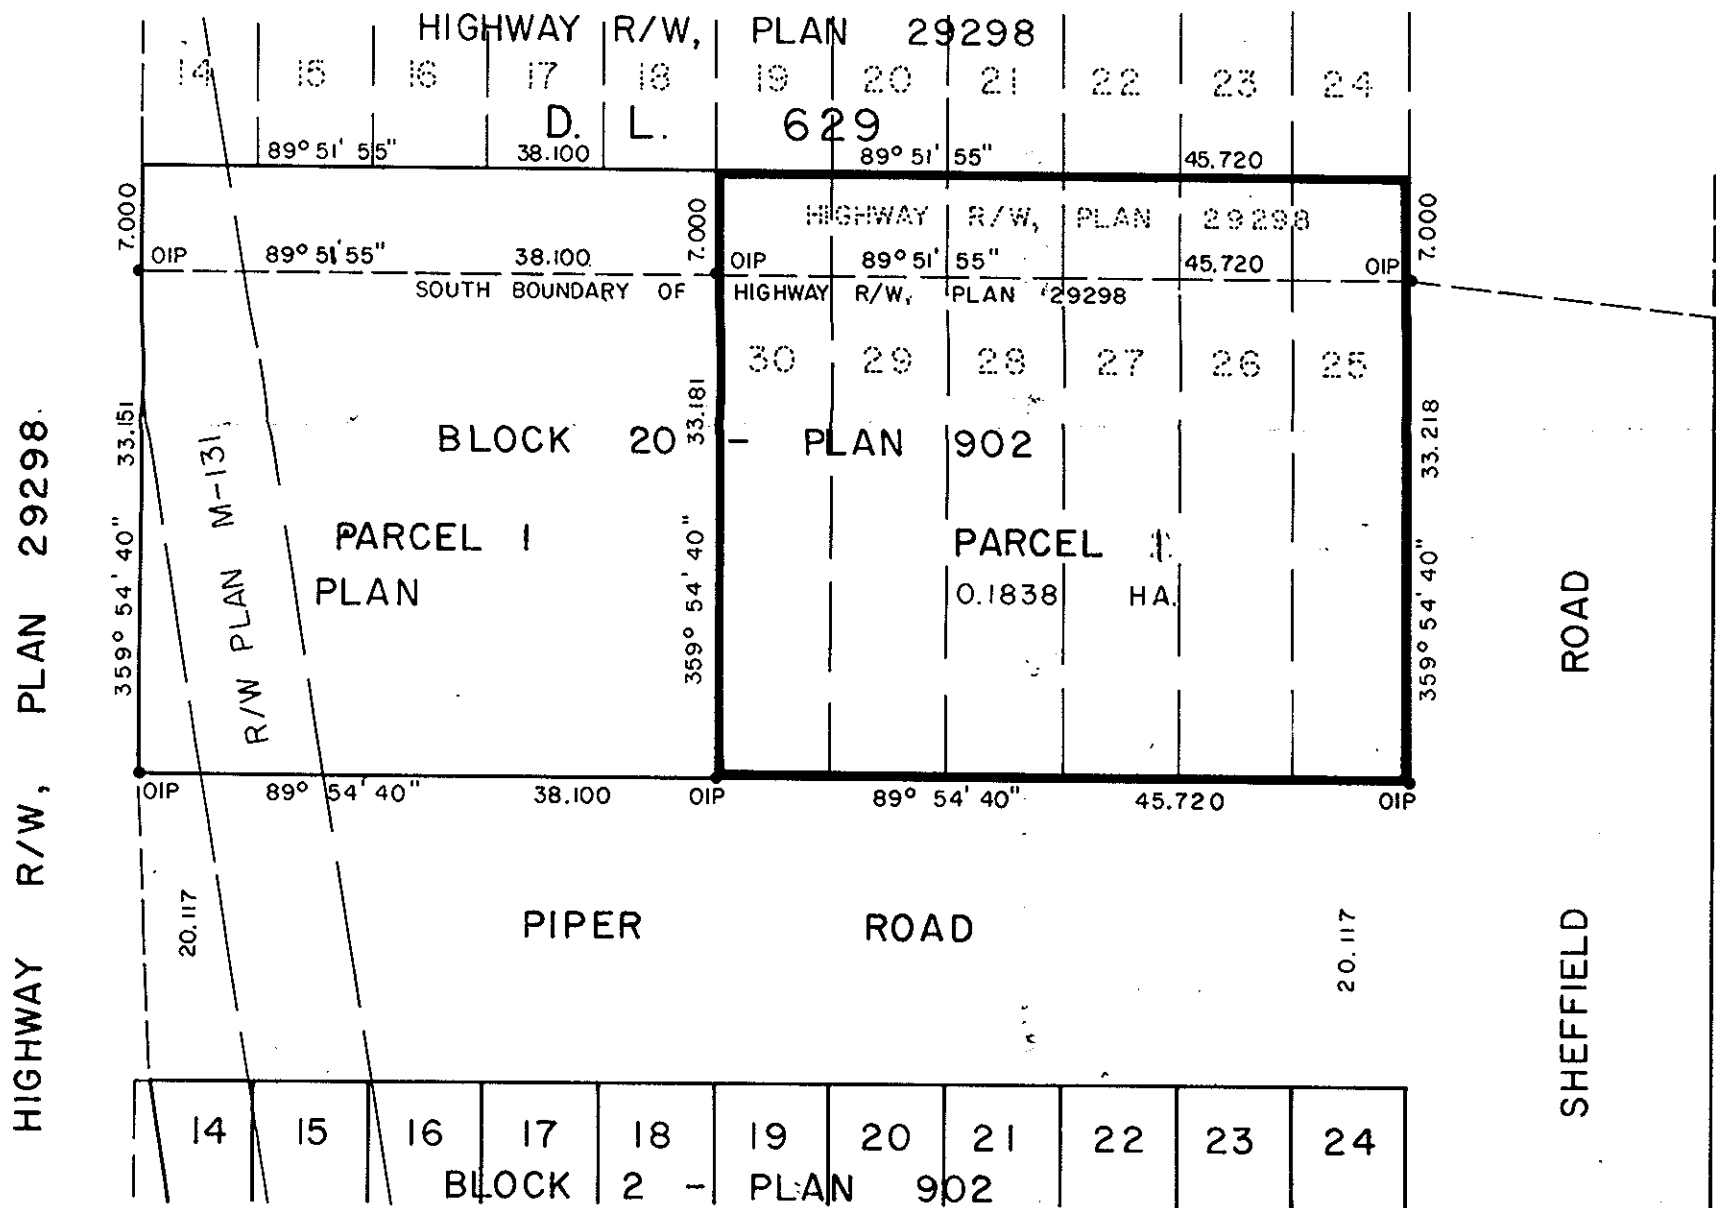 HIGHWAY R/W, PLAN 29298
14 15 16 17 18 19 20 21 22 23 24
D. L. 629
89° 51' 55" 38.100 89° 51' 55" 45.720
7.000 7.000 7.000
HIGHWAY R/W, PLAN 29298
OIP 89° 51' 55" 38.100 OIP 89° 51' 55" 45.720 OIP
SOUTH BOUNDARY OF HIGHWAY R/W, PLAN 29298
30 29 28 27 26 25
33.151 33.181 33.218
BLOCK 20 - PLAN 902
R/W PLAN M-131
PARCEL 1 PARCEL
PLAN 0.1838 HA.
359° 54' 40" 359° 54' 40" 359° 54' 40"
OIP 89° 54' 40" 38.100 OIP 89° 54' 40" 45.720 OIP
HIGHWAY R/W, PLAN 29298
SHEFFIELD ROAD
20.117 PIPER ROAD 20.117
14 15 16 17 18 19 20 21 22 23 24
BLOCK 2 - PLAN 902